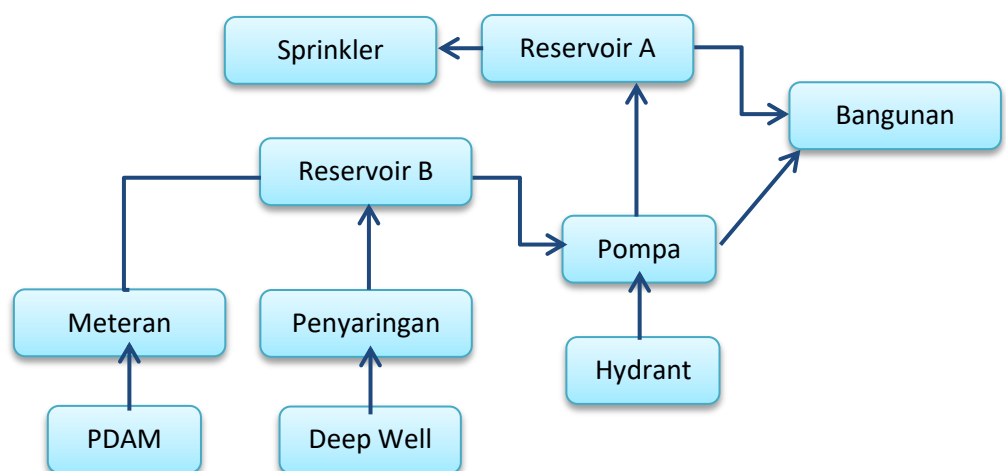 Sprinkler
Reservoir A
Bangunan
Reservoir B
Pompa
Meteran
Penyaringan
Hydrant
PDAM
Deep Well